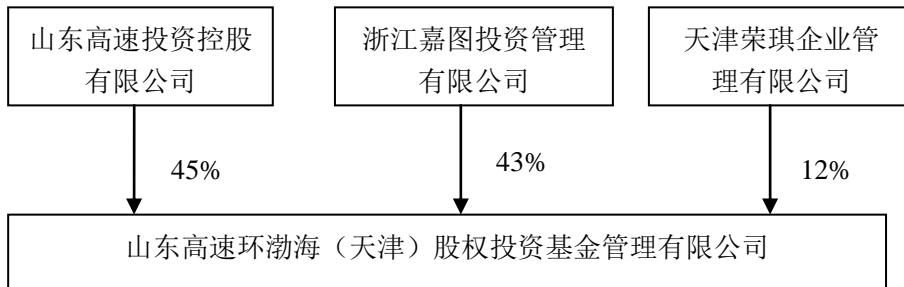 山东高速投资控股
有限公司
浙江嘉图投资管理
有限公司
天津荣琪企业管
理有限公司
45%
43%
12%
山东高速环渤海（天津）股权投资基金管理有限公司